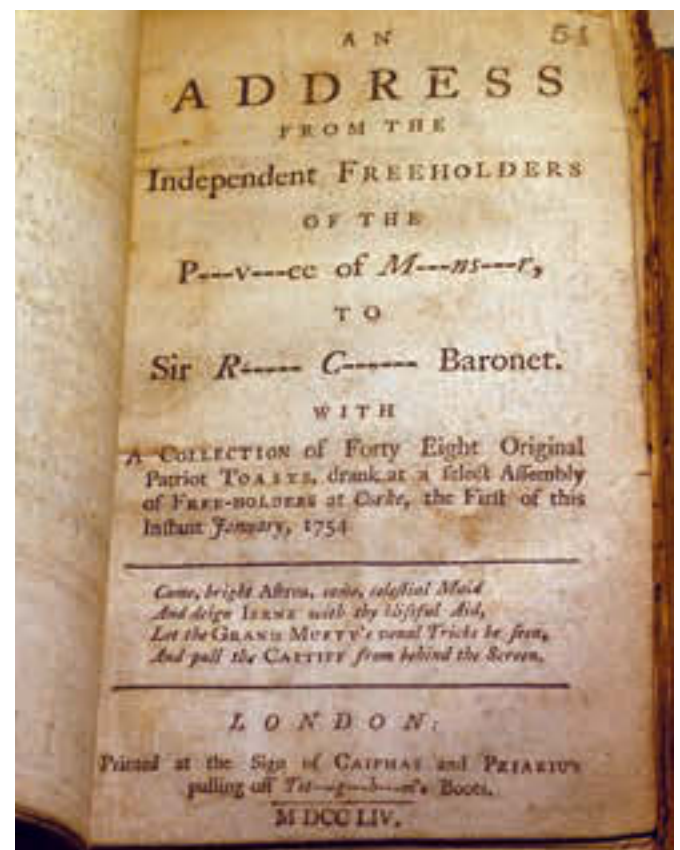 AN
51
ADDRESS
FROM THE
Independent FREEHOLDERS
OF THE
P---v---ce of M---ns---r,
TO
Sir R----- C------ Baronet.
WITH
A COLLECTION of Forty Eight Original
Patriot TOASTS, drank at a ſelect Aſſembly
of FREE-HOLDERS at Corke, the Firſt of this
Inſtant January, 1754
Come, bright Aſtrea, come, celeſtial Maid
And deign IERNE with thy bliſsful Aid,
Let the GRAND MUFTY's venal Tricks be ſeen,
And pull the CAITIFF from behind the Screen.
LONDON:
Printed at the Sign of CAIPHAS and
pulling off Boots.
M DCC LIV.